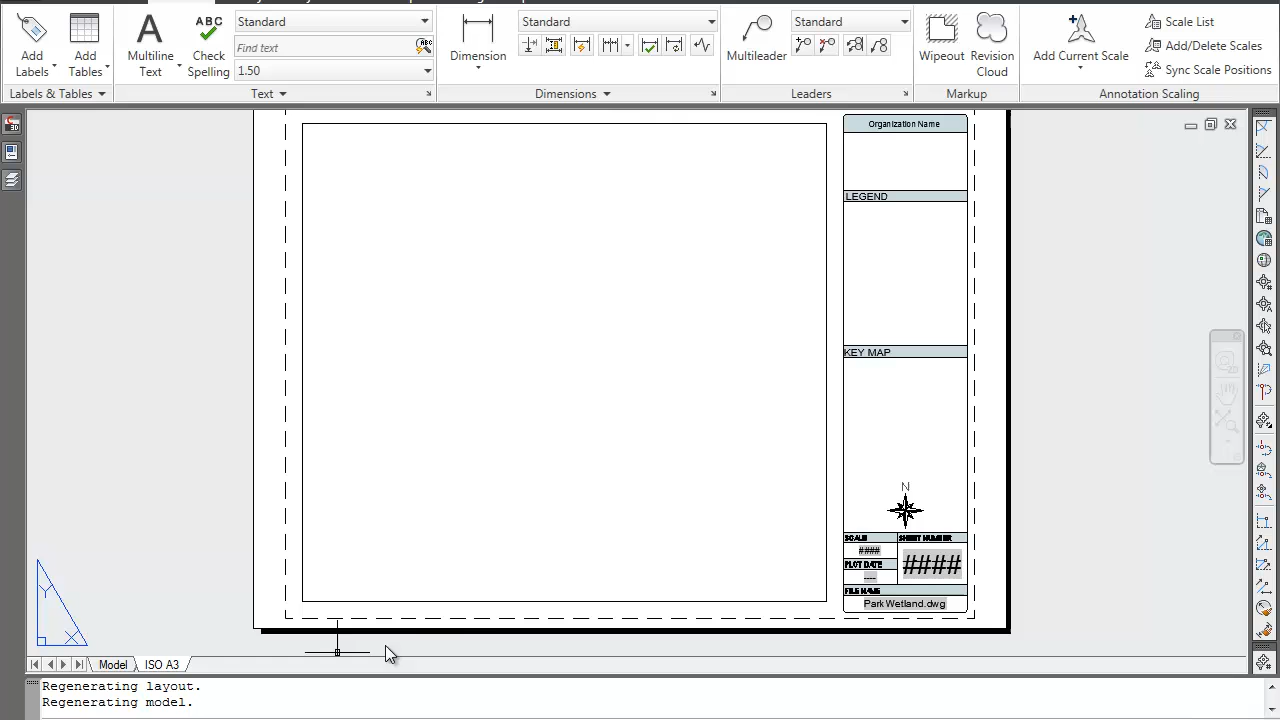 Add
Labels
Add
Tables
Labels & Tables
A
Multiline
Text
ABC
Check
Spelling
Standard
Find text
ABC
1.50
Text
Dimension
Standard
Dimensions
Multileader
Standard
Leaders
Wipeout
Revision
Cloud
Markup
Add Current Scale
Scale List
Add/Delete Scales
Sync Scale Positions
Annotation Scaling
Organization Name
LEGEND
KEY MAP
N
SCALE
SHEET NUMBER
####
####
PLOT DATE
----
FILE NAME
ParkWetland.dwg
Y
X
Model
ISO A3
Regenerating layout.
Regenerating model.